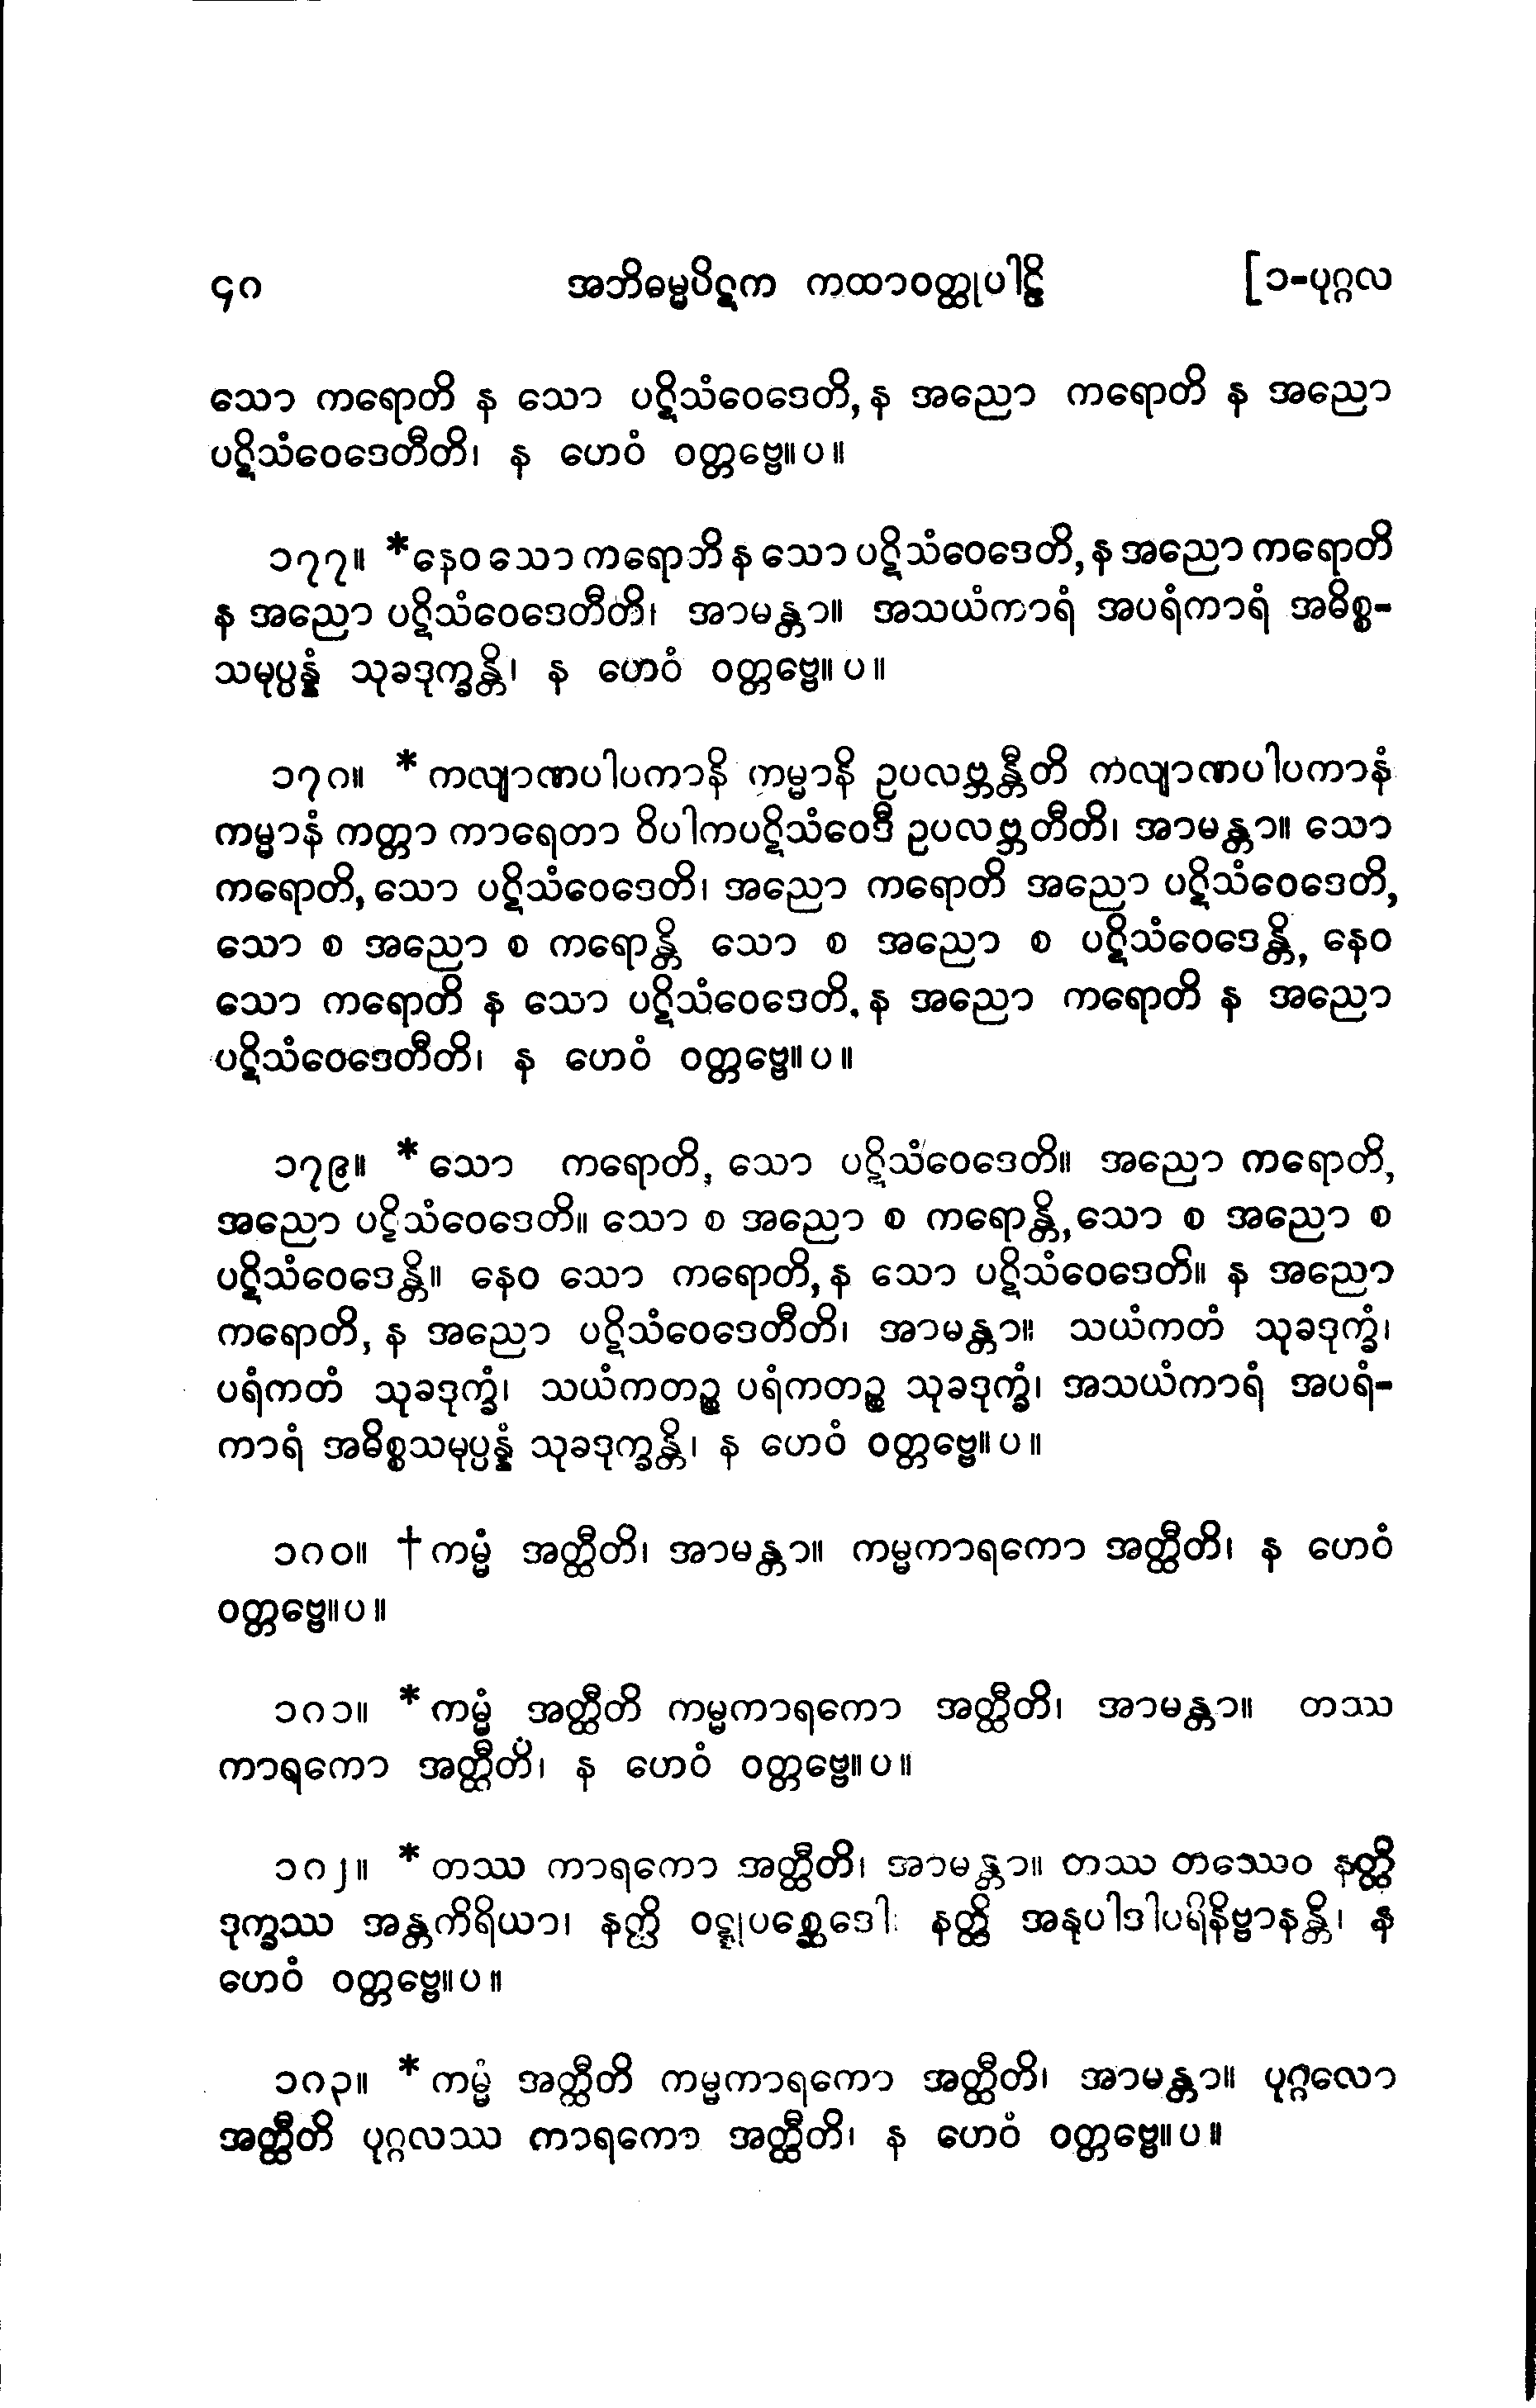 ၄၈ အဘိဓမ္မပိဋက ကထာဝတ္ထုပါဠိ [၁-ပုဂ္ဂလ
သော ကရောတိ န သော ပဋိသံဝေဒေတိ, န အညော ကရောတိ န အညော
ပဋိသံဝေဒေတီတိ၊ န ဟေဝံ ဝတ္တဗ္ဗေ။ပ။
၁၇၇။ *နေဝ သော ကရောဘိ န သော ပဋိသံဝေဒေတိ, န အညော ကရောတိ
န အညော ပဋိသံဝေဒေတီတိ၊ အာမန္တာ။ အသယံကာရံ အပရံကာရံ အဓိစ္စ-
သမုပ္ပန္နံ သုခဒုက္ခန္တိ၊ န ဟေဝံ ဝတ္တဗ္ဗေ။ပ။
၁၇၈။ *ကလျာဏပါပကာနိ ကမ္မာနိ ဥပလဗ္ဘန္တီတိ ကလျာဏပါပကာနံ
ကမ္မာနံ ကတ္တာ ကာရေတာ ဝိပါကပဋိသံဝေဒီ ဥပလဗ္ဘတီတိ၊ အာမန္တာ။ သော
ကရောတိ, သော ပဋိသံဝေဒေတိ၊ အညော ကရောတိ အညော ပဋိသံဝေဒေတိ,
သော စ အညော စ ကရောန္တိ သော စ အညော စ ပဋိသံဝေဒေန္တိ, နေဝ
သော ကရောတိ န သော ပဋိသံဝေဒေတိ, န အညော ကရောတိ န အညော
ပဋိသံဝေဒေတီတိ၊ န ဟေဝံ ဝတ္တဗ္ဗေ။ပ။
၁၇၉။ *သော ကရောတိ, သော ပဋိသံဝေဒေတိ။ အညော ကရောတိ,
အညော ပဋိသံဝေဒေတိ။ သော စ အညော စ ကရောန္တိ, သော စ အညော စ
ပဋိသံဝေဒေန္တိ။ နေဝ သော ကရောတိ, န သော ပဋိသံဝေဒေတိ။ န အညော
ကရောတိ, န အညော ပဋိသံဝေဒေတီတိ၊ အာမန္တာ။ သယံကတံ သုခဒုက္ခံ၊
ပရံကတံ သုခဒုက္ခံ၊ သယံကတဉ္စ ပရံကတဉ္စ သုခဒုက္ခံ၊ အသယံကာရံ အပရံ-
ကာရံ အဓိစ္စသမုပ္ပန္နံ သုခဒုက္ခန္တိ၊ န ဟေဝံ ဝတ္တဗ္ဗေ။ပ။
၁၈၀။ †ကမ္မံ အတ္ထီတိ၊ အာမန္တာ။ ကမ္မကာရကော အတ္ထီတိ၊ န ဟေဝံ
ဝတ္တဗ္ဗေ။ပ။
၁၈၁။ *ကမ္မံ အတ္ထီတိ ကမ္မကာရကော အတ္ထီတိ၊ အာမန္တာ။ တဿ
ကာရကော အတ္ထီတိ၊ န ဟေဝံ ဝတ္တဗ္ဗေ။ပ။
၁၈၂။ *တဿ ကာရကော အတ္ထီတိ၊ အာမန္တာ။ တဿ တဿေဝ နတ္ထိ
ဒုက္ခဿ အန္တကိရိယာ၊ နတ္ထိ ဝဋ္ဋုပစ္ဆေဒေါ၊ နတ္ထိ အနုပါဒါပရိနိဗ္ဗာနန္တိ၊ န
ဟေဝံ ဝတ္တဗ္ဗေ။ပ။
၁၈၃။ *ကမ္မံ အတ္ထီတိ ကမ္မကာရကော အတ္ထီတိ၊ အာမန္တာ။ ပုဂ္ဂလော
အတ္ထီတိ ပုဂ္ဂလဿ ကာရကော အတ္ထီတိ၊ န ဟေဝံ ဝတ္တဗ္ဗေ။ပ။